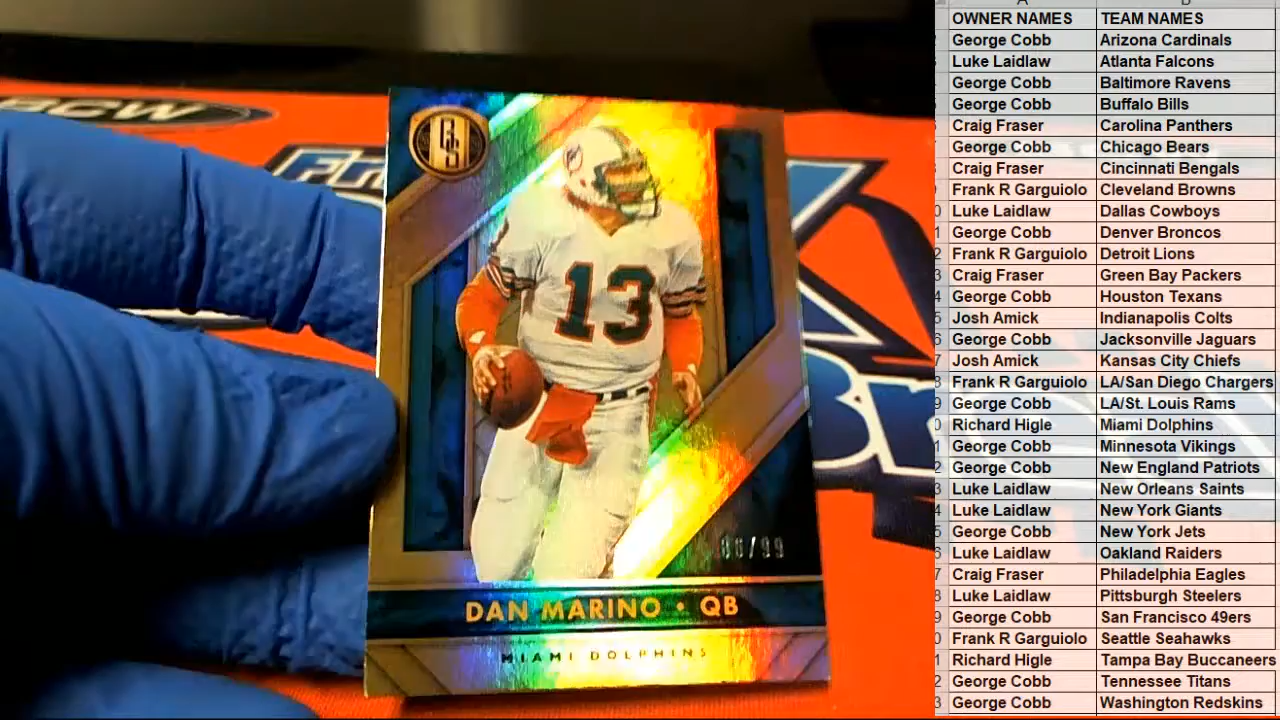 BCW
GS
13
/99
DAN MARINO • QB
MIAMI DOLPHINS
A
OWNER NAMES TEAM NAMES
George Cobb Arizona Cardinals
Luke Laidlaw Atlanta Falcons
George Cobb Baltimore Ravens
George Cobb Buffalo Bills
Craig Fraser Carolina Panthers
George Cobb Chicago Bears
Craig Fraser Cincinnati Bengals
Frank R Garguiolo Cleveland Browns
Luke Laidlaw Dallas Cowboys
George Cobb Denver Broncos
Frank R Garguiolo Detroit Lions
Craig Fraser Green Bay Packers
George Cobb Houston Texans
Josh Amick Indianapolis Colts
George Cobb Jacksonville Jaguars
Josh Amick Kansas City Chiefs
Frank R Garguiolo LA/San Diego Chargers
George Cobb LA/St. Louis Rams
Richard Higle Miami Dolphins
George Cobb Minnesota Vikings
George Cobb New England Patriots
Luke Laidlaw New Orleans Saints
Luke Laidlaw New York Giants
George Cobb New York Jets
Luke Laidlaw Oakland Raiders
Craig Fraser Philadelphia Eagles
Luke Laidlaw Pittsburgh Steelers
George Cobb San Francisco 49ers
Frank R Garguiolo Seattle Seahawks
Richard Higle Tampa Bay Buccaneers
George Cobb Tennessee Titans
George Cobb Washington Redskins